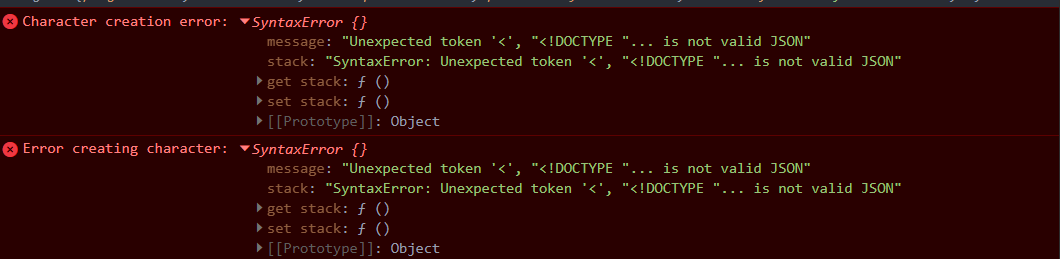 Character creation error: SyntaxError {}
message: "Unexpected token '<', "<!DOCTYPE "... is not valid JSON"
stack: "SyntaxError: Unexpected token '<', "<!DOCTYPE "... is not valid JSON"
get stack: ƒ ()
set stack: ƒ ()
[[Prototype]]: Object
Error creating character: SyntaxError {}
message: "Unexpected token '<', "<!DOCTYPE "... is not valid JSON"
stack: "SyntaxError: Unexpected token '<', "<!DOCTYPE "... is not valid JSON"
get stack: ƒ ()
set stack: ƒ ()
[[Prototype]]: Object